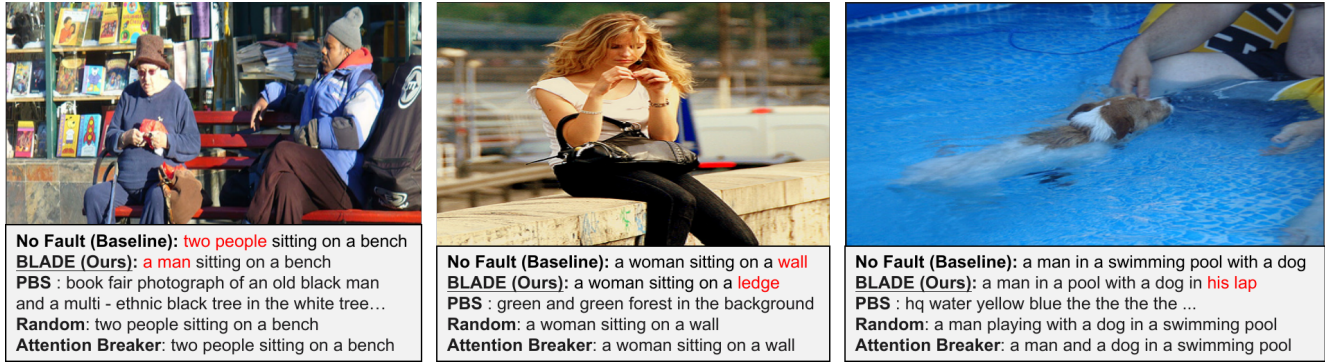 No Fault (Baseline): two people sitting on a bench
BLADE (Ours): a man sitting on a bench
PBS : book fair photograph of an old black man
and a multi - ethnic black tree in the white tree…
Random: two people sitting on a bench
Attention Breaker: two people sitting on a bench
No Fault (Baseline): a woman sitting on a wall
BLADE (Ours): a woman sitting on a ledge
PBS : green and green forest in the background
Random: a woman sitting on a wall
Attention Breaker: a woman sitting on a wall
No Fault (Baseline): a man in a swimming pool with a dog
BLADE (Ours): a man in a pool with a dog in his lap
PBS : hq water yellow blue the the the the ...
Random: a man playing with a dog in a swimming pool
Attention Breaker: a man and a dog in a swimming pool